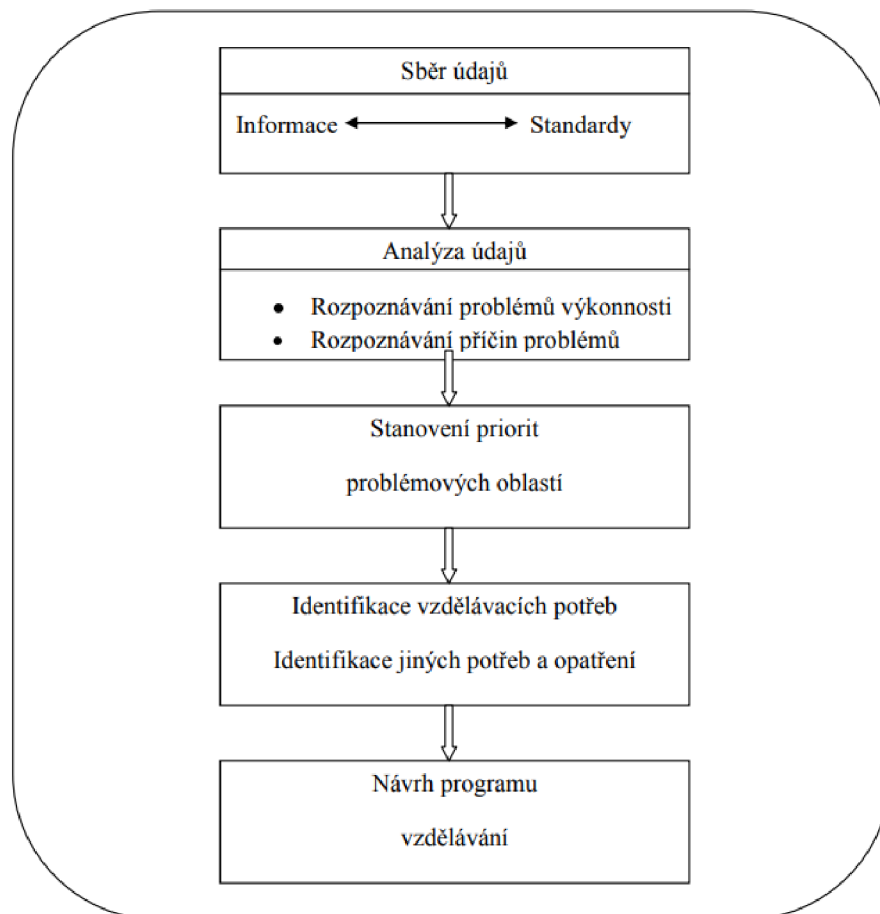 Sběr údajů
Informace Standardy
Analýza údajů
• Rozpoznávání problémů výkonnosti
• Rozpoznávání příčin problémů
Stanovení priorit
problémových oblastí
Identifikace vzdělávacích potřeb
Identifikace jiných potřeb a opatření
Návrh programu
vzdělávání